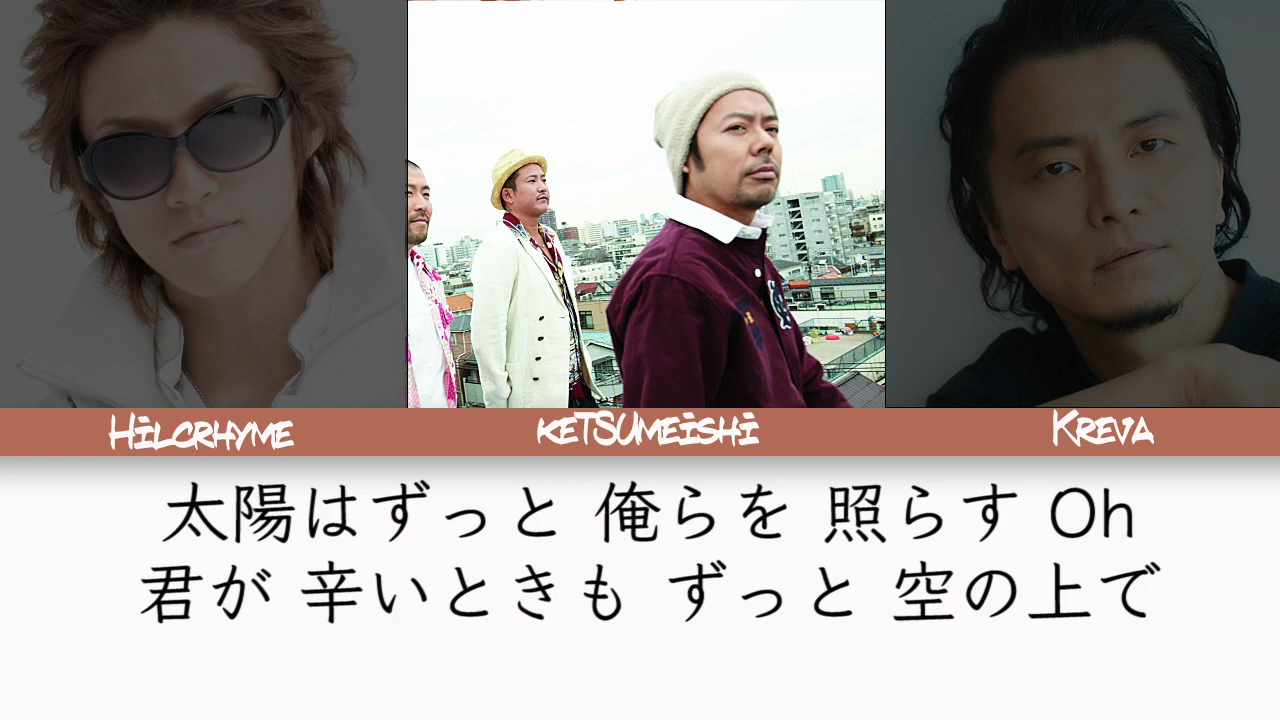 Hilcrhyme
KETSUMEiSHi
KREVA
太陽はずっと 俺らを 照らす Oh
君が 辛いときも ずっと 空の上で